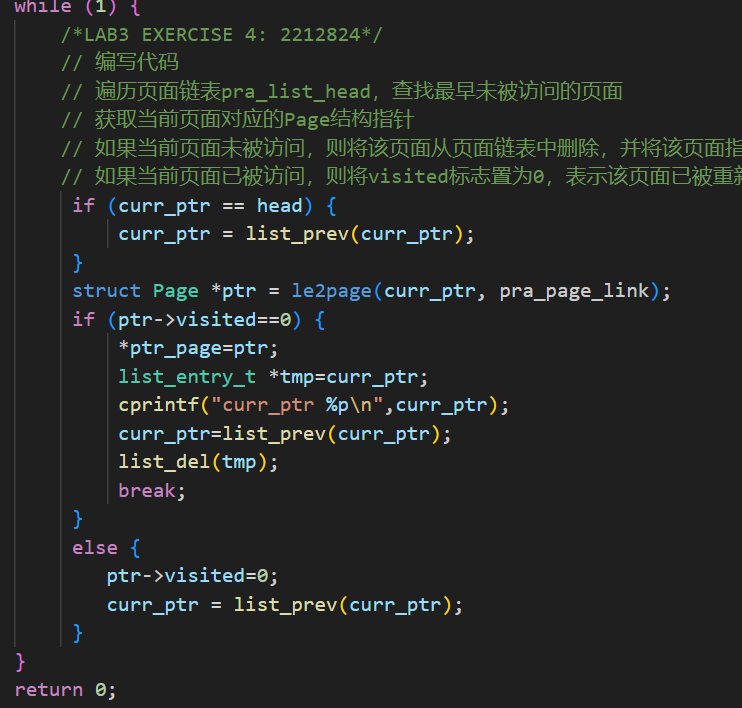 while (1) {
/*LAB3 EXERCISE 4: 2212824*/
// 编写代码
// 遍历页面链表pra_list_head，查找最早未被访问的页面
// 获取当前页面对应的Page结构指针
// 如果当前页面未被访问，则将该页面从页面链表中删除，并将该页面指
// 如果当前页面已被访问，则将visited标志置为0，表示该页面已被重新
if (curr_ptr == head) {
curr_ptr = list_prev(curr_ptr);
}
struct Page *ptr = le2page(curr_ptr, pra_page_link);
if (ptr->visited==0) {
*ptr_page=ptr;
list_entry_t *tmp=curr_ptr;
cprintf("curr_ptr %p\n",curr_ptr);
curr_ptr=list_prev(curr_ptr);
list_del(tmp);
break;
}
else {
ptr->visited=0;
curr_ptr = list_prev(curr_ptr);
}
}
return 0;